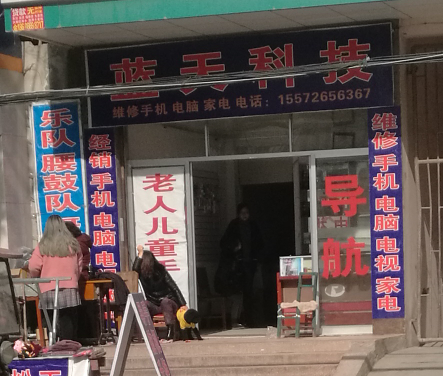 蓝天科技
维修手机 电脑 家电 电话：15572656367
乐队腰鼓队
经销手机电脑电
老人儿童手
导航
维修手机电脑电视家电